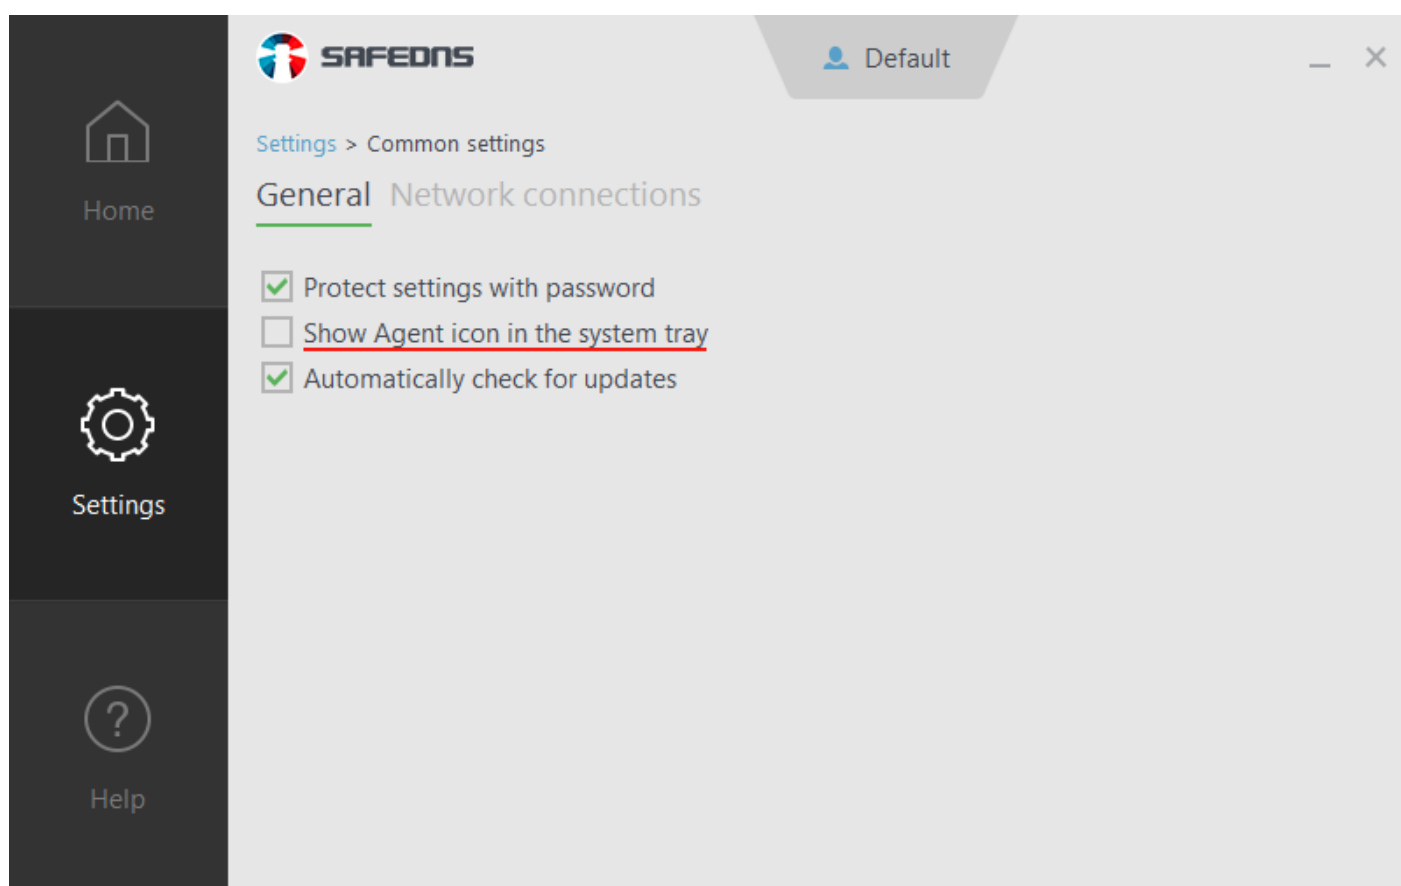 SAFEDNS
Default
Settings > Common settings
General Network connections
Protect settings with password
Show Agent icon in the system tray
Automatically check for updates
Home
Settings
?
Help